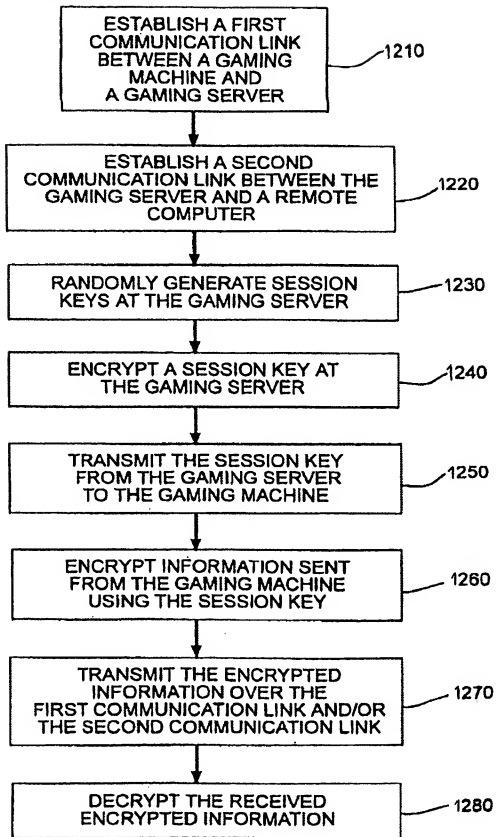 ESTABLISH A FIRST
COMMUNICATION LINK
BETWEEN A GAMING
MACHINE AND
A GAMING SERVER
1210
ESTABLISH A SECOND
COMMUNICATION LINK BETWEEN THE
GAMING SERVER AND A REMOTE
COMPUTER
1220
RANDOMLY GENERATE SESSION
KEYS AT THE GAMING SERVER
1230
ENCRYPT A SESSION KEY AT
THE GAMING SERVER
1240
TRANSMIT THE SESSION KEY
FROM THE GAMING SERVER
TO THE GAMING MACHINE
1250
ENCRYPT INFORMATION SENT
FROM THE GAMING MACHINE
USING THE SESSION KEY
1260
TRANSMIT THE ENCRYPTED
INFORMATION OVER THE
FIRST COMMUNICATION LINK AND/OR
THE SECOND COMMUNICATION LINK
1270
DECRYPT THE RECEIVED
ENCRYPTED INFORMATION
1280